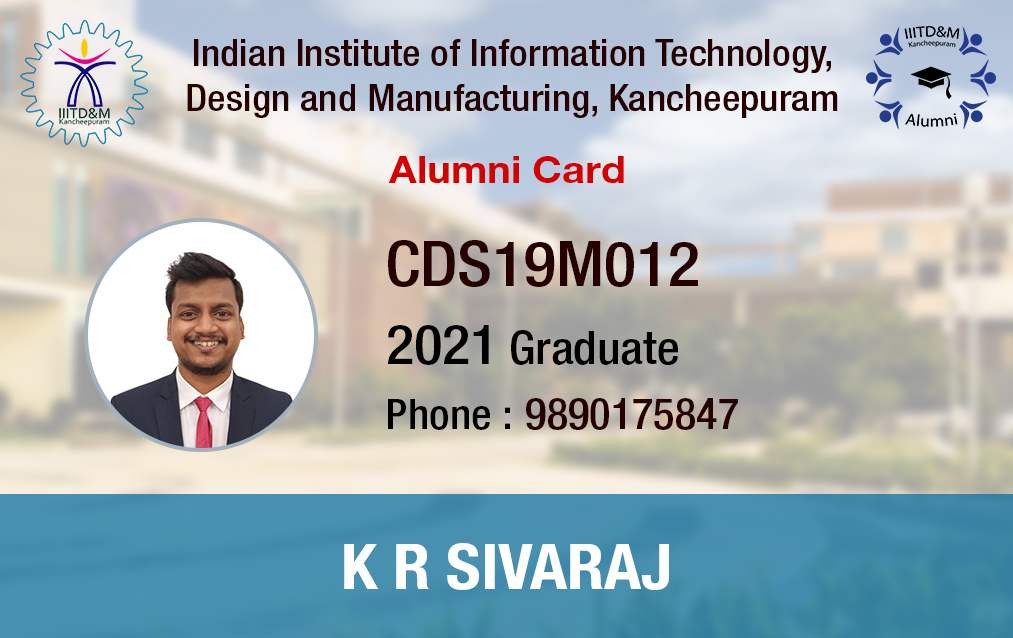 IIITD&M
Kancheepuram
Indian Institute of Information Technology,
Design and Manufacturing, Kancheepuram
IIITD&M
Kancheepuram
Alumni
Alumni Card
CDS19M012
2021 Graduate
Phone : 9890175847
K R SIVARAJ